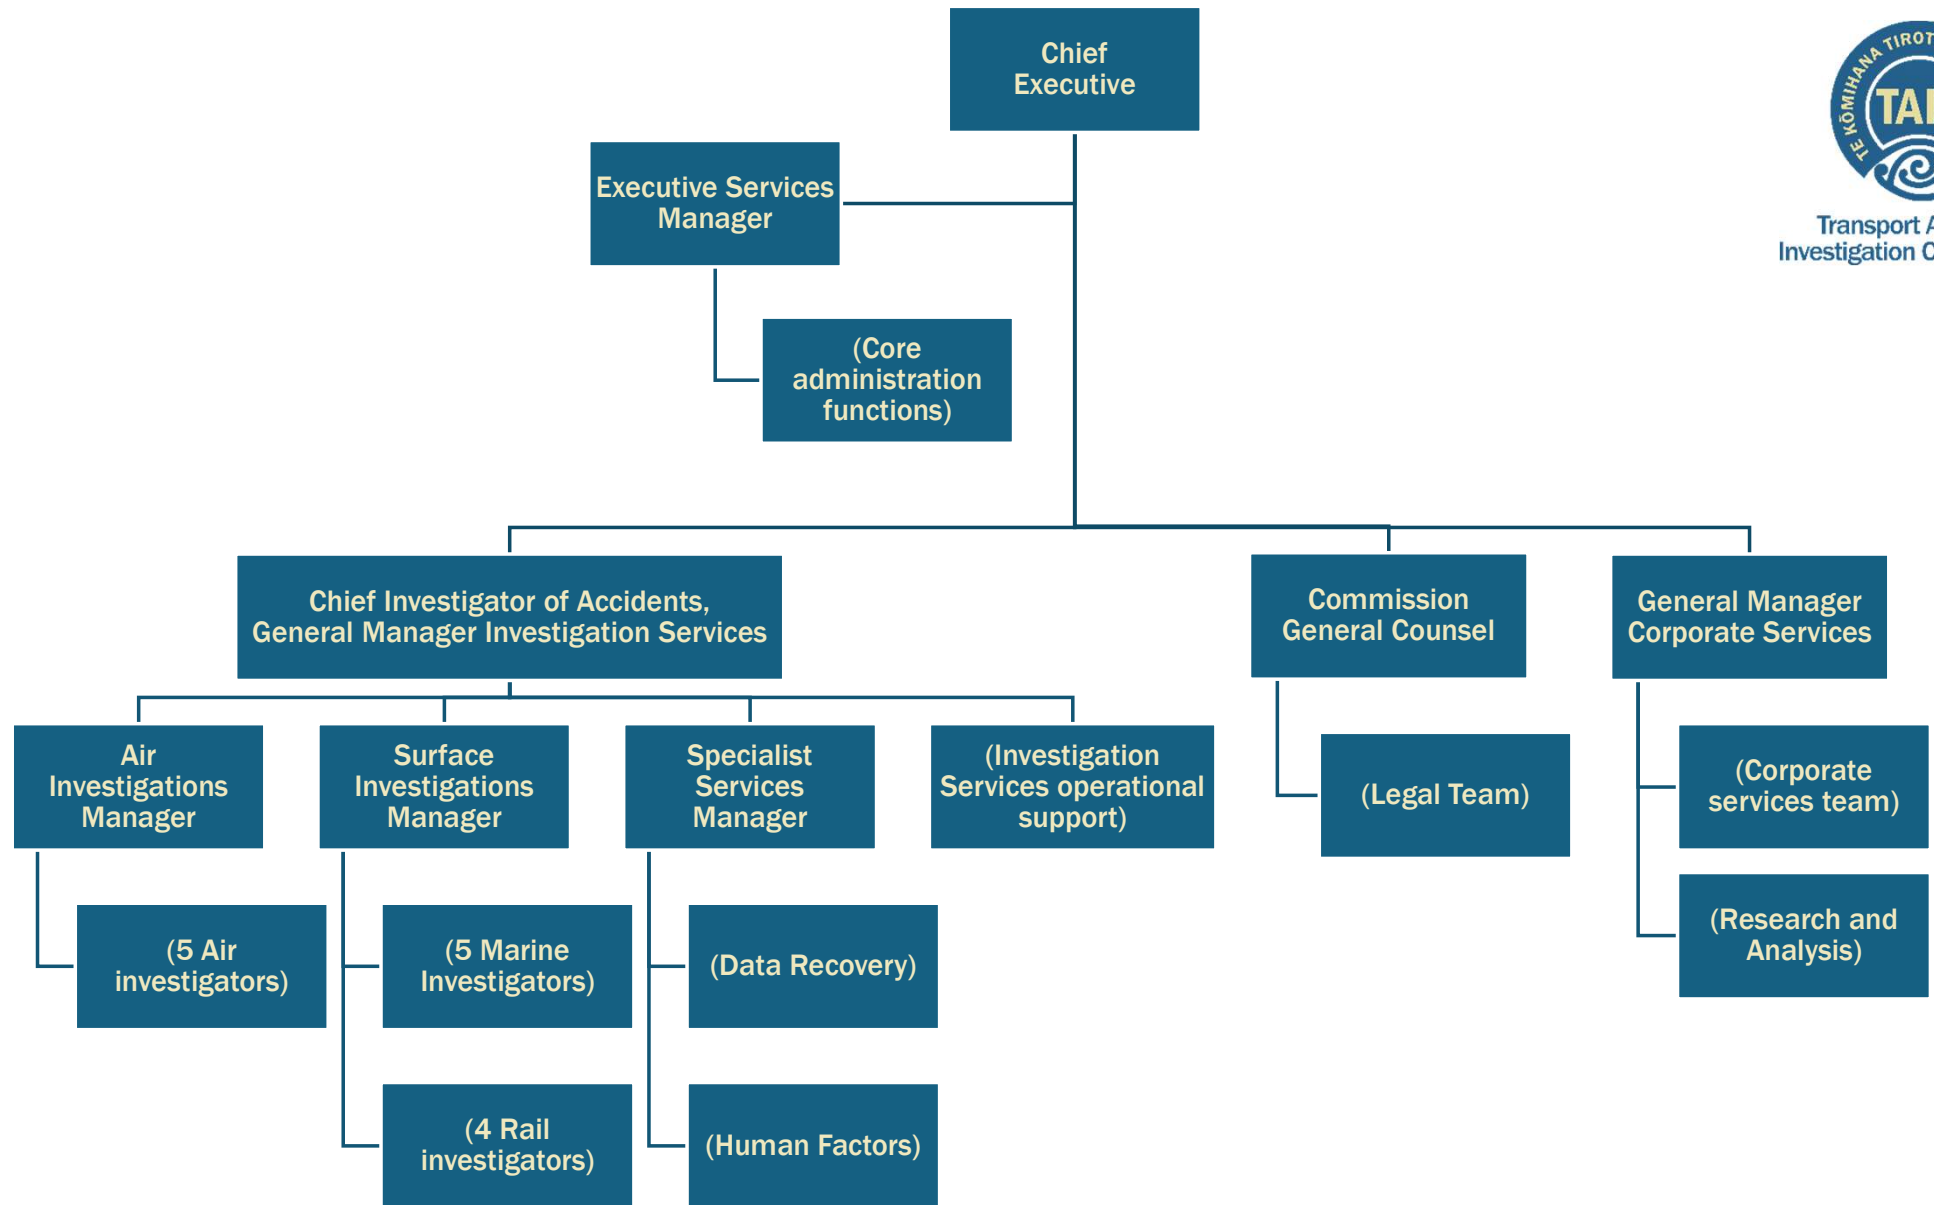 Chief
Executive
TE KŌMIHANA
TRANSPORT
Investigation
Executive Services
Manager
(Core
administration
functions)
Chief Investigator of Accidents,
General Manager Investigation Services
Commission
General Counsel
General Manager
Corporate Services
Air
Investigations
Manager
Surface
Investigations
Manager
Specialist
Services
Manager
(Investigation
Services operational
support)
(Legal Team)
(Corporate
services team)
(5 Air
investigators)
(5 Marine
Investigators)
(Data Recovery)
(Research and
Analysis)
(4 Rail
investigators)
(Human Factors)